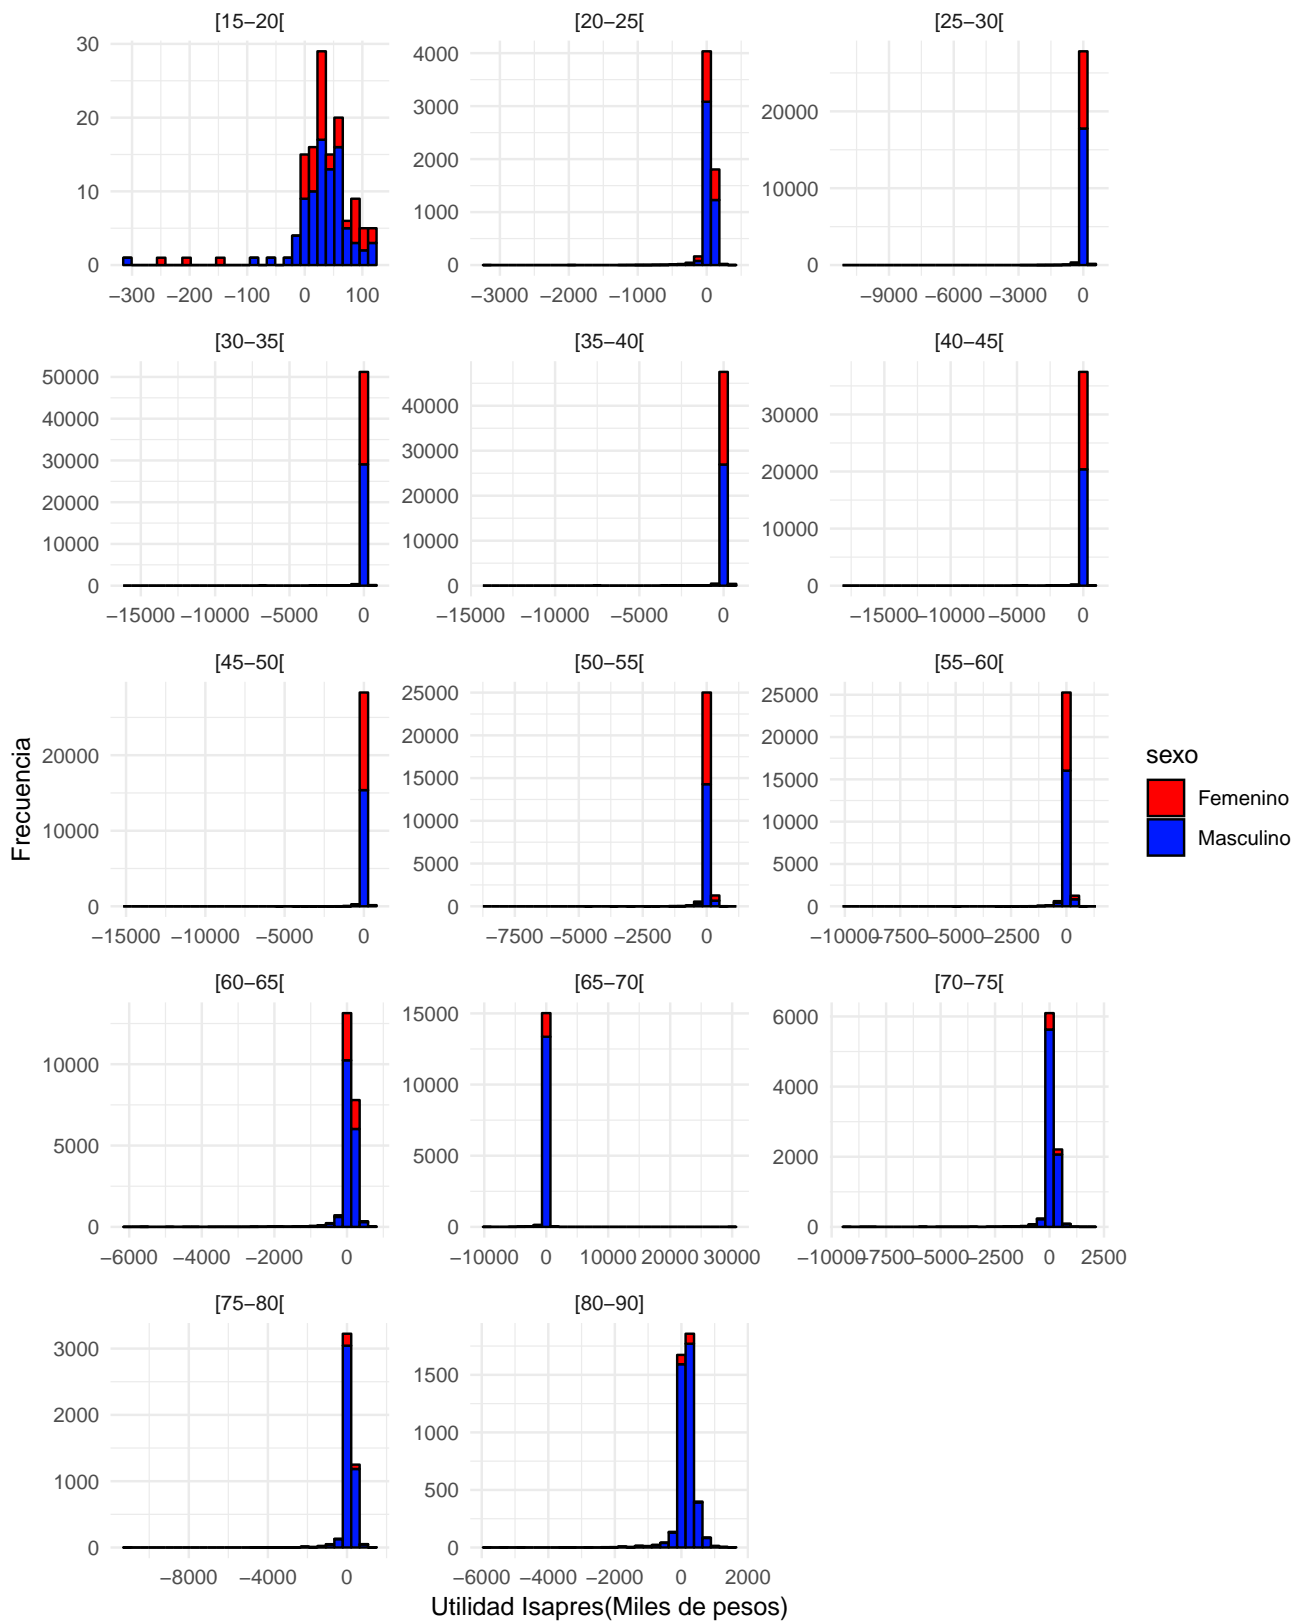 [15−20[ [20−25[ [25−30[
30
20
10
0
4000
3000
2000
1000
0
20000
10000
0
−300 −200 −100 0 100
−3000 −2000 −1000 0
−9000 −6000 −3000 0
[30−35[ [35−40[ [40−45[
50000
40000
30000
20000
10000
0
40000
30000
20000
10000
0
30000
20000
10000
0
−15000 −10000 −5000 0
−15000 −10000 −5000 0
−15000 −10000 −5000 0
[45−50[ [50−55[ [55−60[
20000
10000
0
25000
20000
15000
10000
5000
0
25000
20000
15000
10000
5000
0
−15000 −10000 −5000 0
−7500 −5000 −2500 0
−10000 −7500 −5000 −2500 0
[60−65[ [65−70[ [70−75[
10000
5000
0
15000
10000
5000
0
6000
4000
2000
0
−6000 −4000 −2000 0
−10000 0 10000 20000 30000
−10000 −7500 −5000 −2500 0 2500
[75−80[ [80−90]
3000
2000
1000
0
1500
1000
500
0
−8000 −4000 0
−6000 −4000 −2000 0 2000
Utilidad Isapres(Miles de pesos)
Frecuencia
sexo
Femenino
Masculino